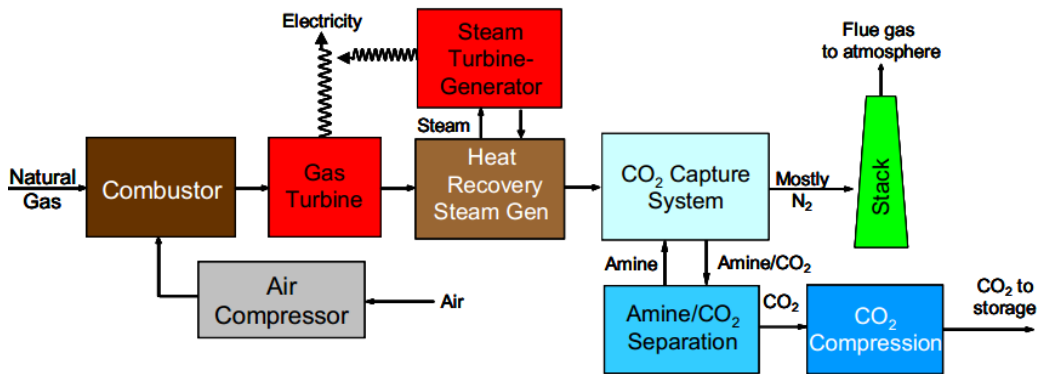 Electricity
Steam
Turbine-
Generator
Flue gas
to atmosphere
Steam
Natural
Gas
Combustor
Gas
Turbine
Heat
Recovery
Steam Gen
CO₂ Capture
System
Mostly
N₂
Stack
Amine
Amine/CO₂
Air
Compressor
Air
Amine/CO₂
Separation
CO₂
CO₂
Compression
CO₂ to
storage